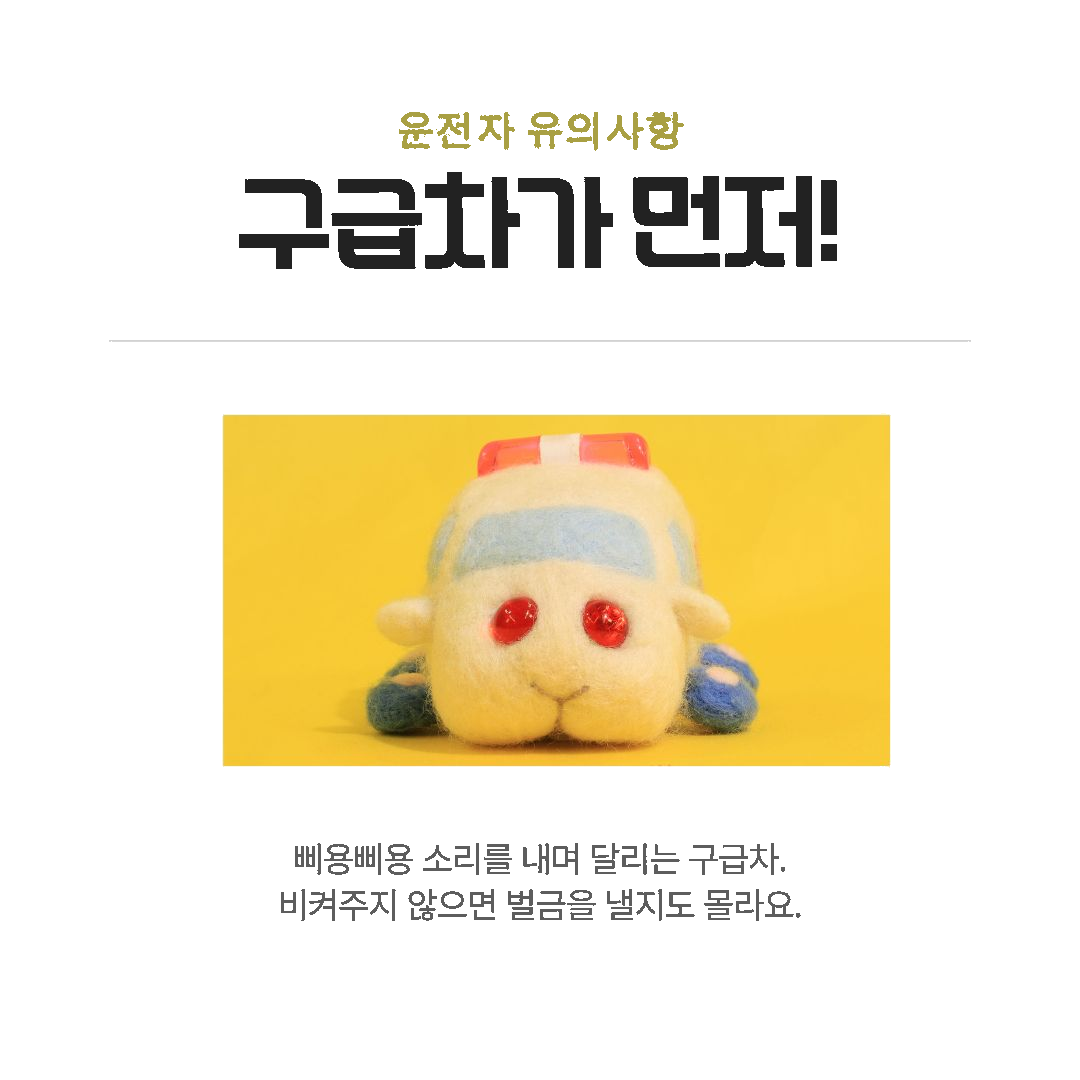 운전자 유의사항
구급차가 먼저!
삐용삐용 소리를 내며 달리는 구급차.
비켜주지 않으면 벌금을 낼지도 몰라요.